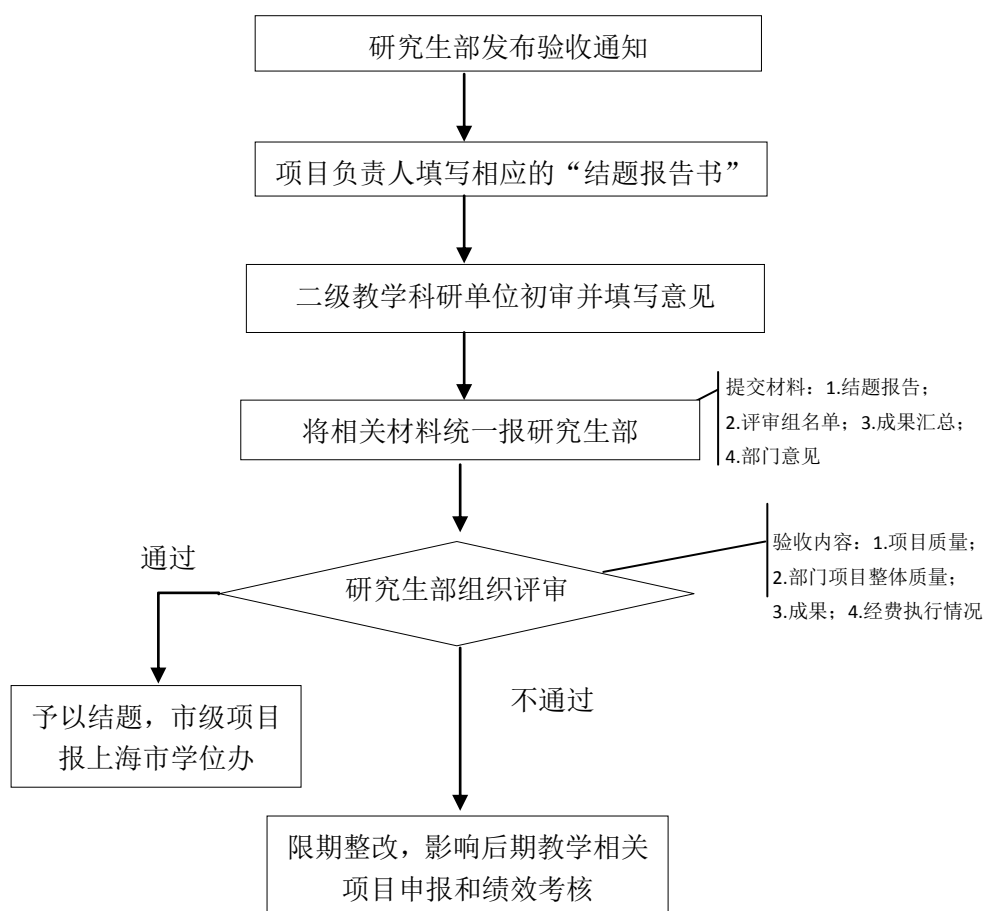 研究生部发布验收通知
项目负责人填写相应的“结题报告书”
二级教学科研单位初审并填写意见
将相关材料统一报研究生部
提交材料：1.结题报告；
2.评审组名单；3.成果汇总；
4.部门意见
研究生部组织评审
验收内容：1.项目质量；
2.部门项目整体质量；
3.成果；4.经费执行情况
通过
不通过
予以结题，市级项目
报上海市学位办
限期整改，影响后期教学相关
项目申报和绩效考核